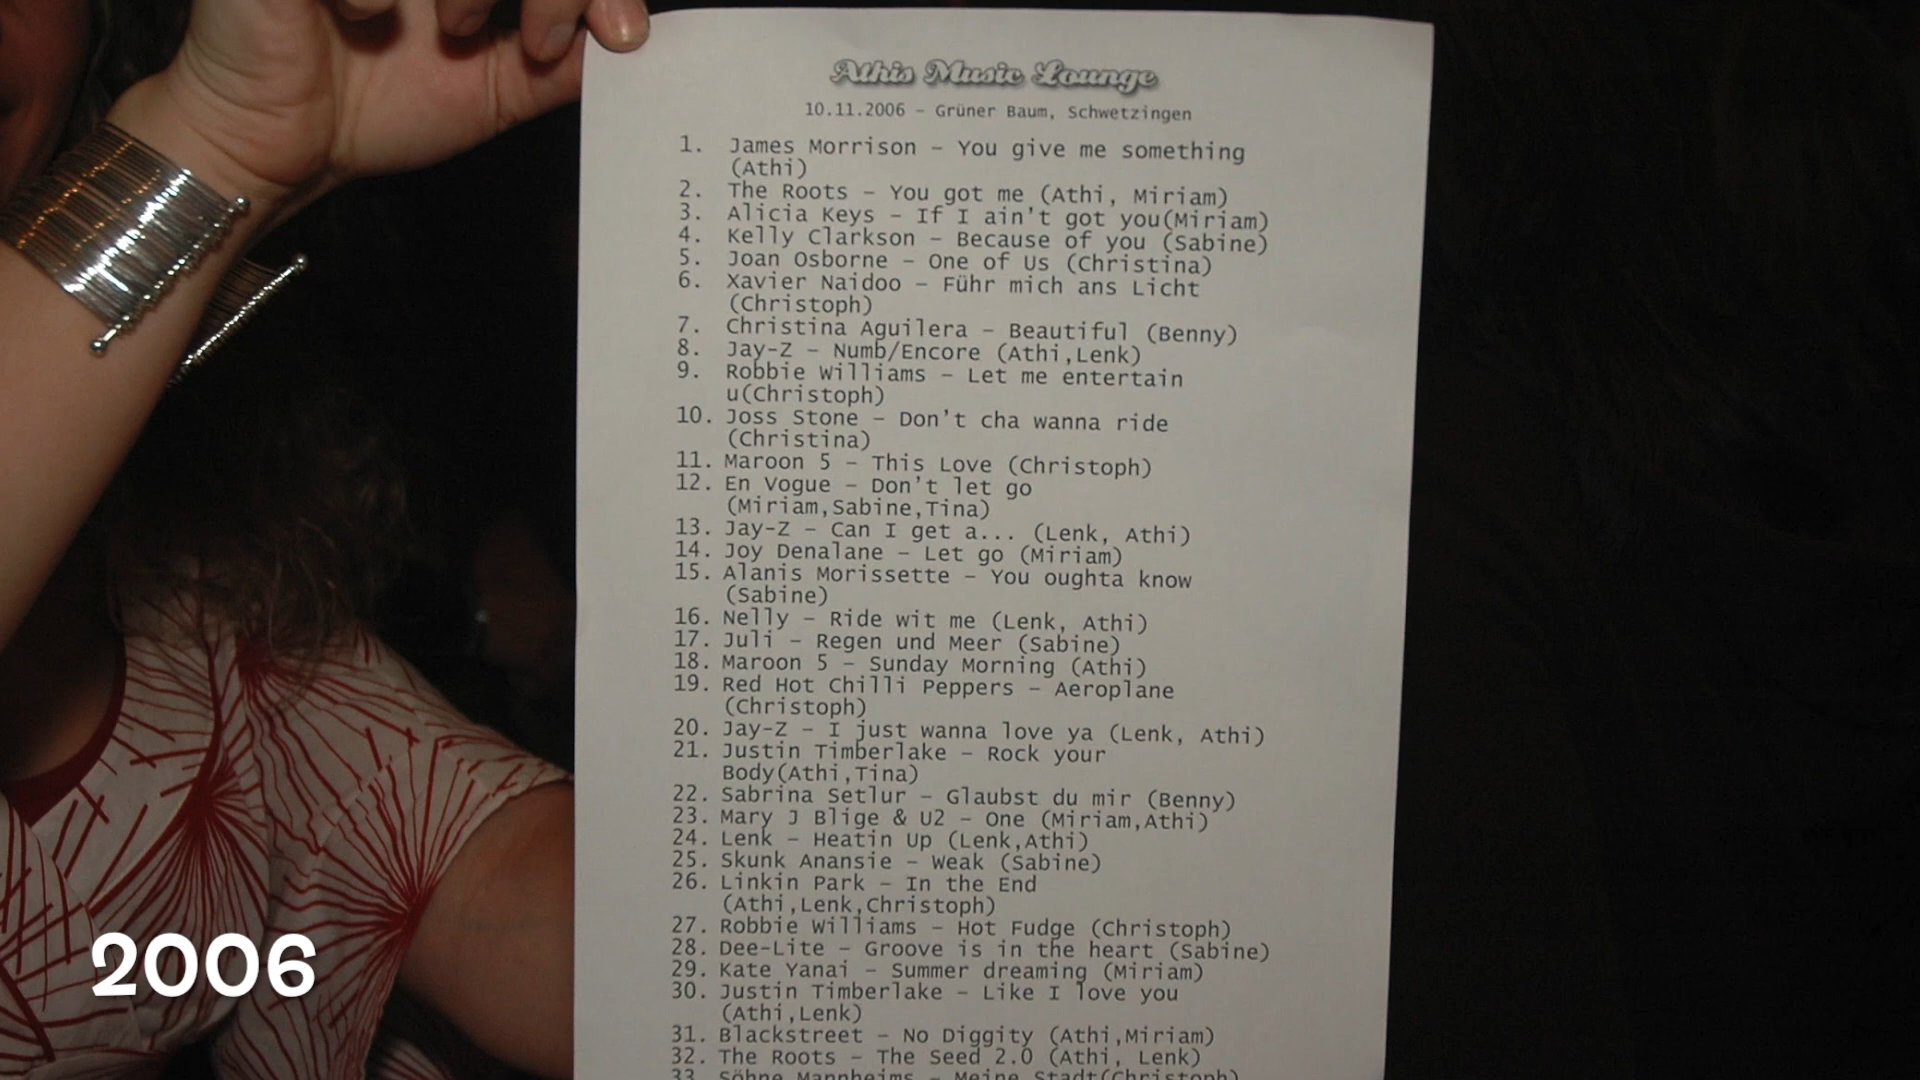 Athis Music Lounge
10.11.2006 – Grüner Baum, Schwetzingen
1. James Morrison – You give me something
(Athi)
2. The Roots – You got me (Athi, Miriam)
3. Alicia Keys – If I ain't got you(Miriam)
4. Kelly Clarkson – Because of you (Sabine)
5. Joan Osborne – One of Us (Christina)
6. Xavier Naidoo – Führ mich ans Licht
(Christoph)
7. Christina Aguilera – Beautiful (Benny)
8. Jay-Z – Numb/Encore (Athi,Lenk)
9. Robbie Williams – Let me entertain
u(Christoph)
10. Joss Stone – Don't cha wanna ride
(Christina)
11. Maroon 5 – This Love (Christoph)
12. En Vogue – Don't let go
(Miriam,Sabine,Tina)
13. Jay-Z – Can I get a... (Lenk, Athi)
14. Joy Denalane – Let go (Miriam)
15. Alanis Morissette – You oughta know
(Sabine)
16. Nelly – Ride wit me (Lenk, Athi)
17. Juli – Regen und Meer (Sabine)
18. Maroon 5 – Sunday Morning (Athi)
19. Red Hot Chilli Peppers – Aeroplane
(Christoph)
20. Jay-Z – I just wanna love ya (Lenk, Athi)
21. Justin Timberlake – Rock your
Body(Athi,Tina)
22. Sabrina Setlur – Glaubst du mir (Benny)
23. Mary J Blige & U2 – One (Miriam,Athi)
24. Lenk – Heatin Up (Lenk,Athi)
25. Skunk Anansie – Weak (Sabine)
26. Linkin Park – In the End
(Athi,Lenk,Christoph)
27. Robbie Williams – Hot Fudge (Christoph)
28. Dee-Lite – Groove is in the heart (Sabine)
29. Kate Yanai – Summer dreaming (Miriam)
30. Justin Timberlake – Like I love you
(Athi,Lenk)
31. Blackstreet – No Diggity (Athi,Miriam)
32. The Roots – The Seed 2.0 (Athi, Lenk)
33. Söhne Mannheims – Meine Stadt(Christoph)
2006